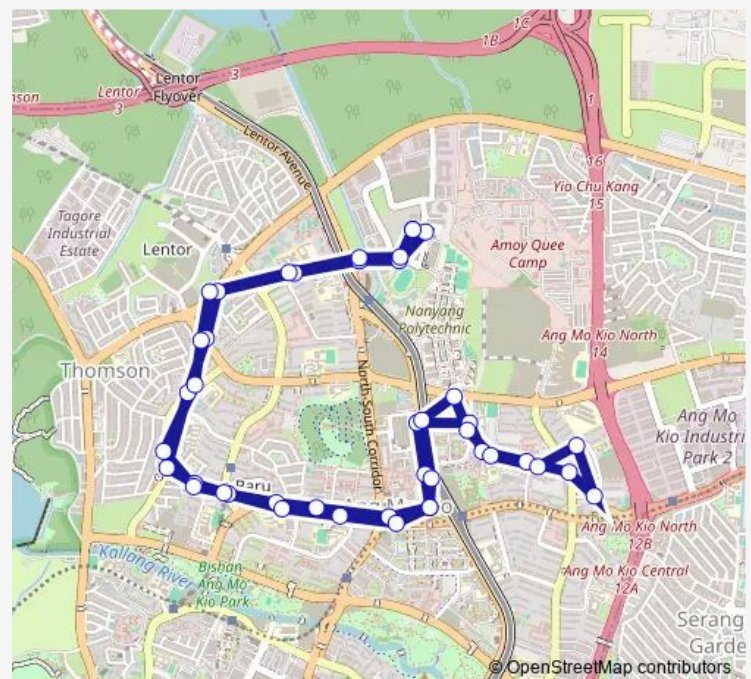 1C
1B
3
Lentor
Flyover
Lentor
3
nson
1
Lentor Avenue
16
Yio Chu Kang
15
Tagore
Industrial
Estate
Lentor
Amoy Quee
Camp
Nanyang
Polytechnic
Ang Mo Kio North
14
Thomson
North-South Corridor
Ang Mo
Kio Industri
Park 2
Baru
Ang M
o
Ang Mo Kio North
12B
Kallang River
Bishan
Ang Mo
Kio Park
Ang Mo Kio Central
12A
Serang
Garde
© OpenStreetMap contributors